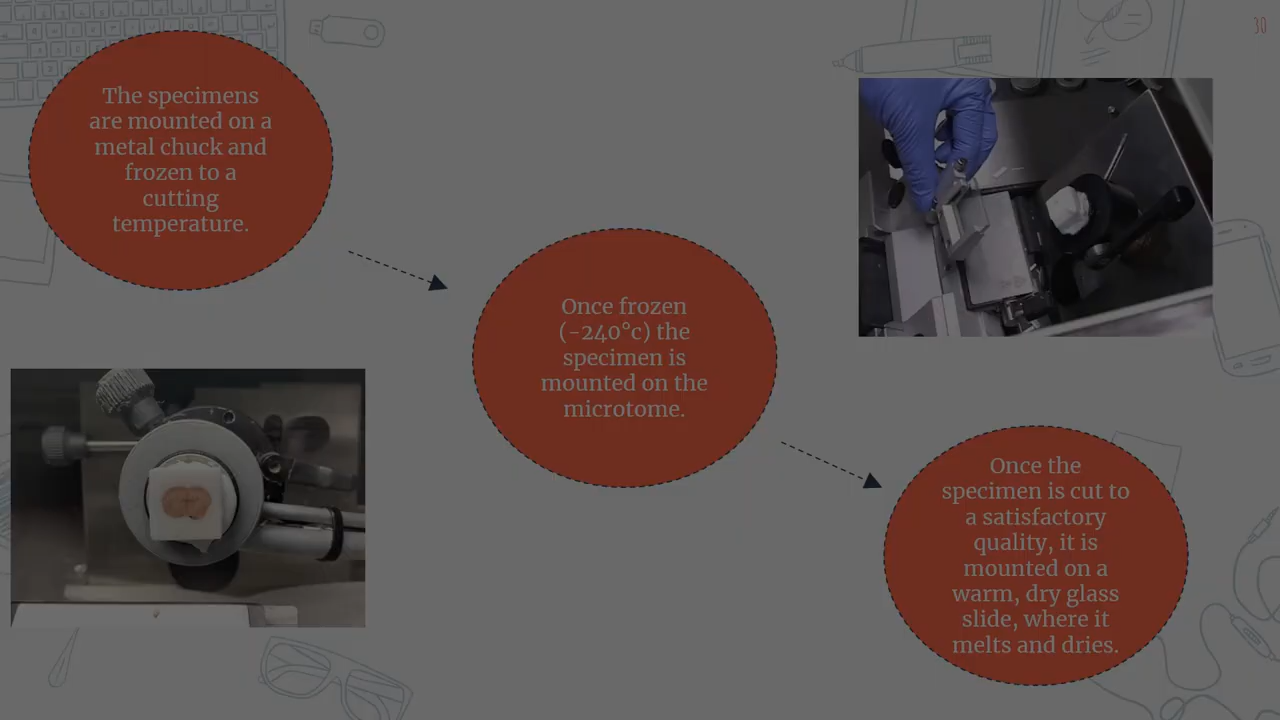 30
The specimens
are mounted on a
metal chuck and
frozen to a
cutting
temperature.
Once frozen
(-240°c) the
specimen is
mounted on the
microtome.
Once the
specimen is cut to
a satisfactory
quality, it is
mounted on a
warm, dry glass
slide, where it
melts and dries.